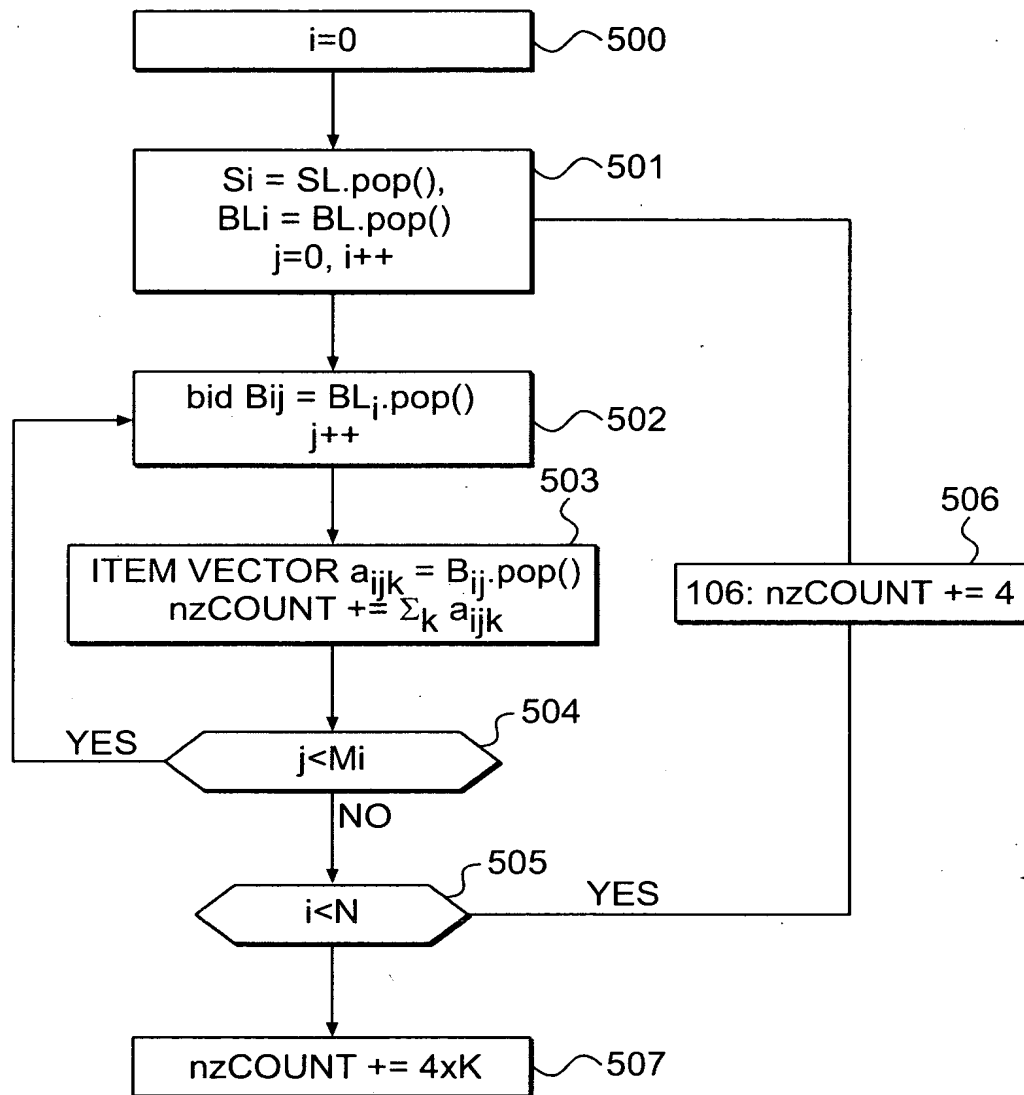 i=0
500
Si = SL.pop(),
BLi = BL.pop()
j=0, i++
501
bid Bij = BLi.pop()
j++
502
503
ITEM VECTOR aijk = Bij.pop()
nzCOUNT += Σk aijk
506
106: nzCOUNT += 4
504
YES
j<Mi
NO
505
i<N
YES
nzCOUNT += 4xK
507